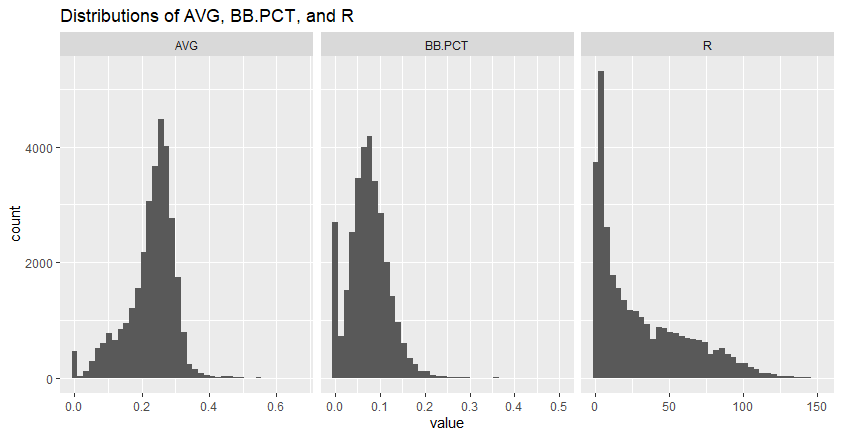 Distributions of AVG, BB.PCT, and R
AVG
BB.PCT
R
count
4000
2000
0
0.0 0.2 0.4 0.6
0.0 0.1 0.2 0.3 0.4 0.5
0 50 100 150
value